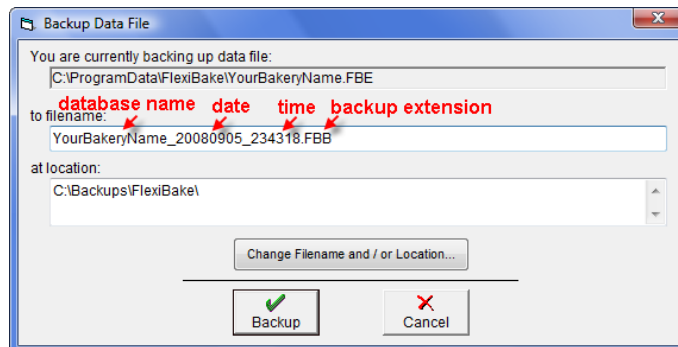 Backup Data File
You are currently backing up data file:
C:\ProgramData\FlexiBake\YourBakeryName.FBE
database name date time backup extension
to filename:
YourBakeryName_20080905_234318.FBB
at location:
C:\Backups\FlexiBake\
Change Filename and / or Location...
Backup Cancel